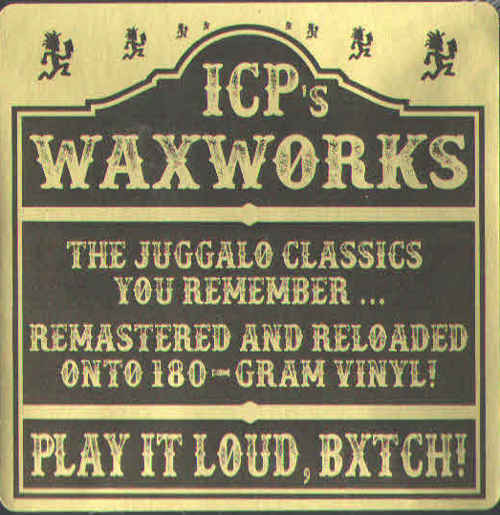 ICP's
WAXWORKS
THE JUGGALO CLASSICS
YOU REMEMBER ...
REMASTERED AND RELOADED
ONTO 180-GRAM VINYL!
PLAY IT LOUD, BXTCH!